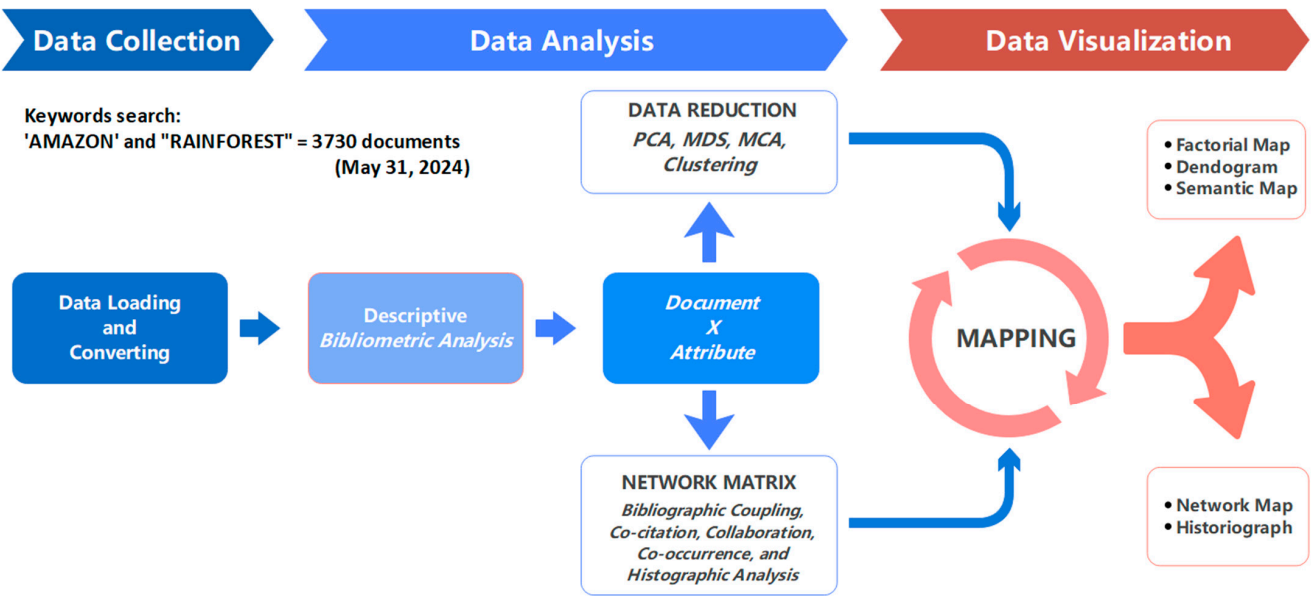 Data Collection
Data Analysis
Data Visualization
Keywords search:
'AMAZON' and "RAINFOREST" = 3730 documents
(May 31, 2024)
DATA REDUCTION
PCA, MDS, MCA,
Clustering
Factorial Map
Dendogram
Semantic Map
Data Loading
and
Converting
Descriptive
Bibliometric Analysis
Document
X
Attribute
MAPPING
NETWORK MATRIX
Bibliographic Coupling,
Co-citation, Collaboration,
Co-occurrence, and
Histographic Analysis
Network Map
Historiograph